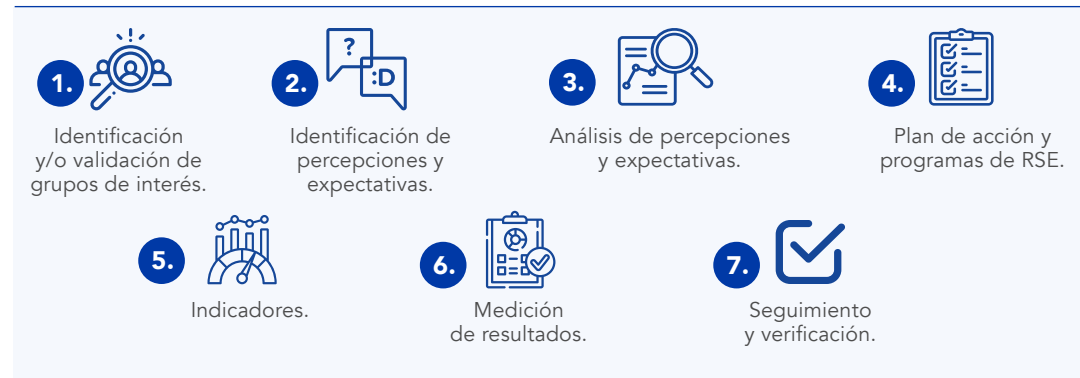 1.
Identificación
y/o validación de
grupos de interés.
2.
?
:D
Identificación de
percepciones y
expectativas.
3.
Análisis de percepciones
y expectativas.
4.
Plan de acción y
programas de RSE.
5.
Indicadores.
6.
Medición
de resultados.
7.
Seguimiento
y verificación.